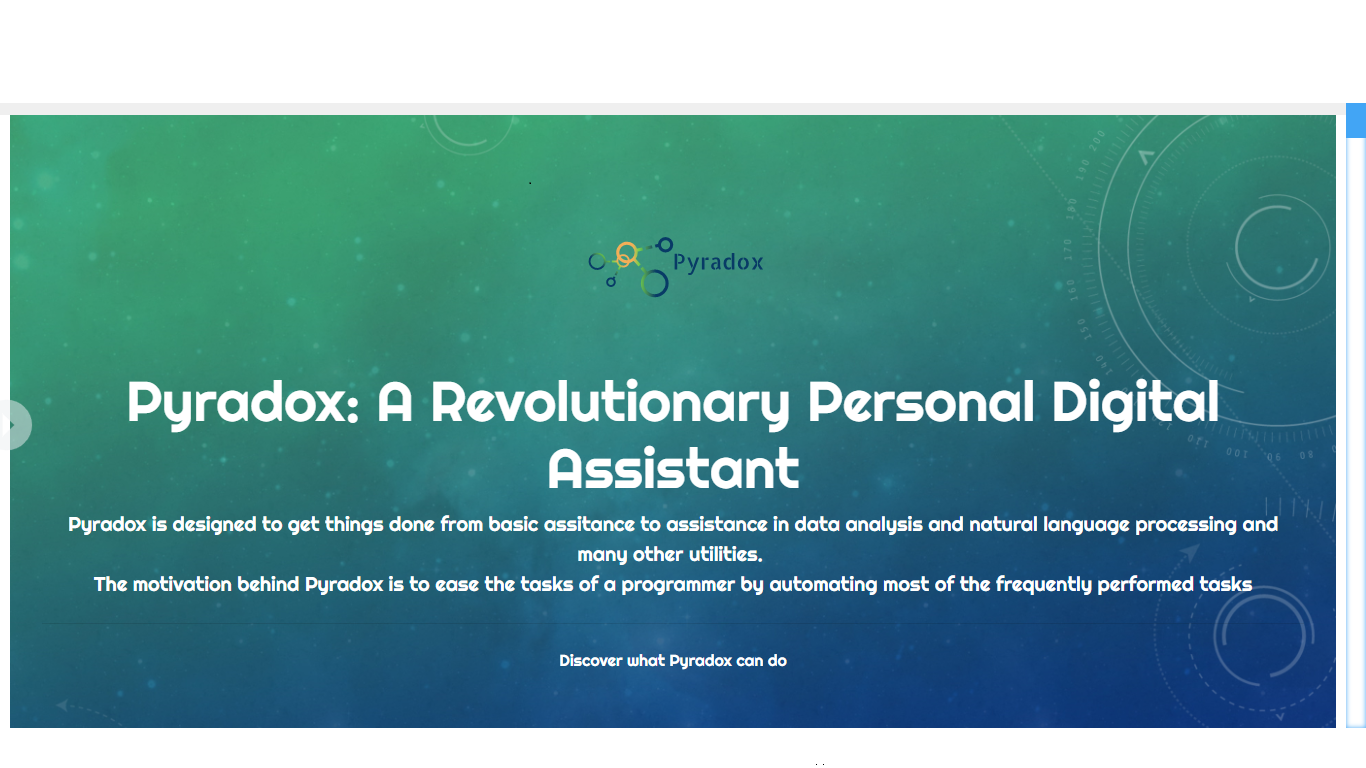 Pyradox
Pyradox: A Revolutionary Personal Digital
Assistant
Pyradox is designed to get things done from basic assitance to assistance in data analysis and natural language processing and
many other utilities.
The motivation behind Pyradox is to ease the tasks of a programmer by automating most of the frequently performed tasks
Discover what Pyradox can do